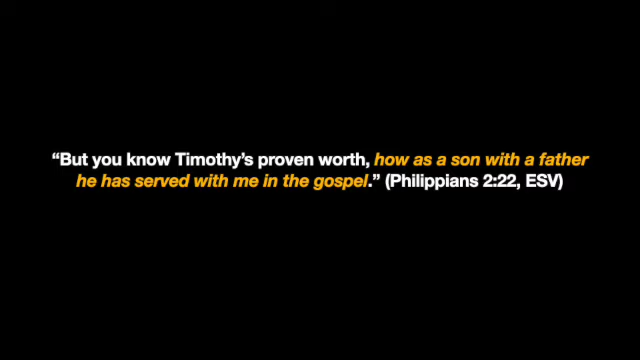 “But you know Timothy’s proven worth, how as a son with a father
he has served with me in the gospel.” (Philippians 2:22, ESV)